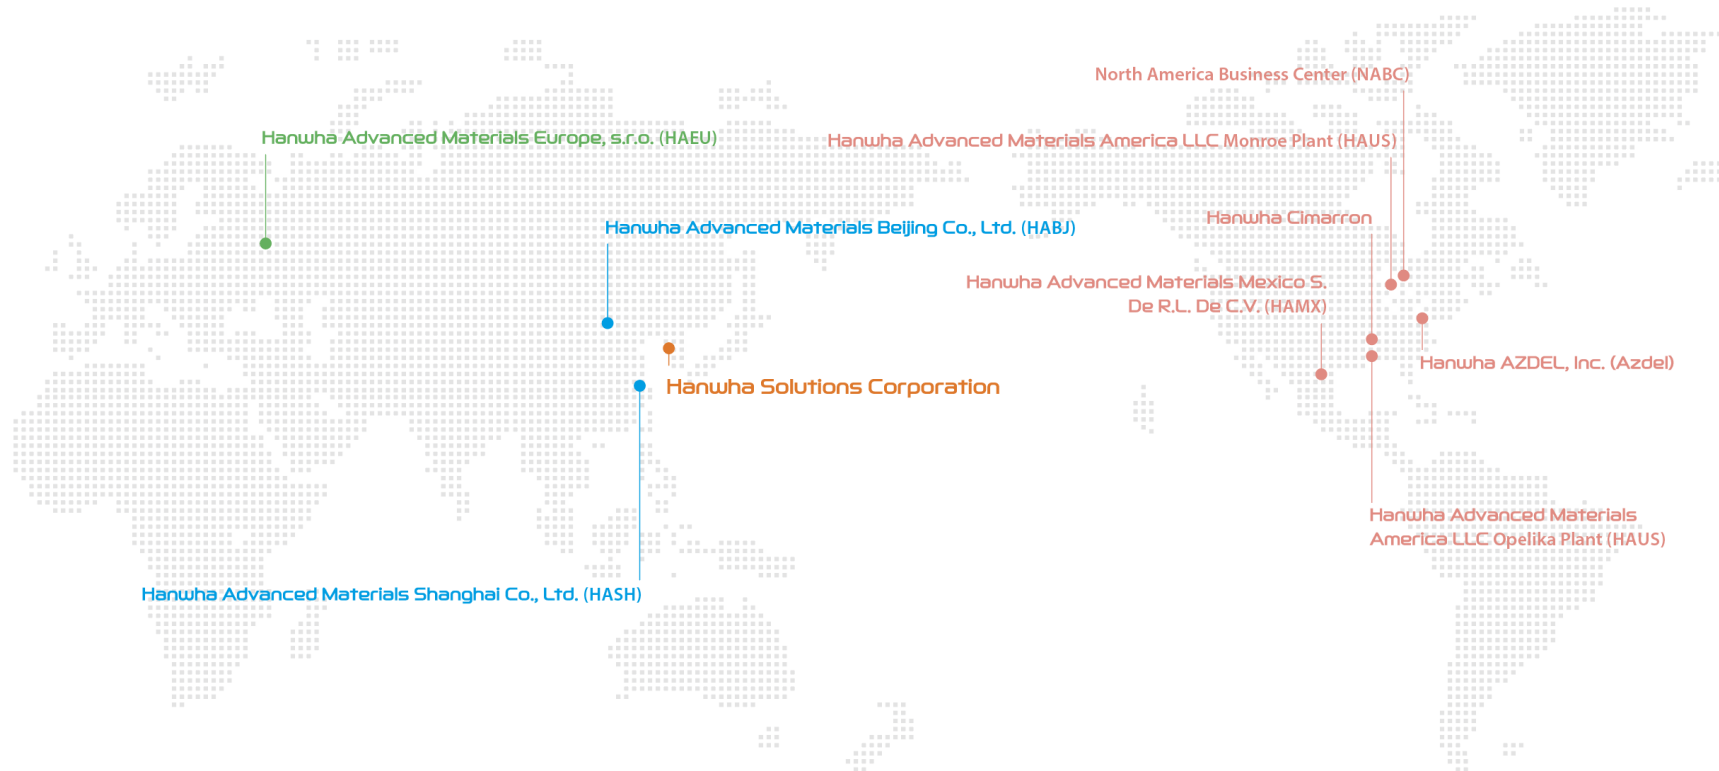 North America Business Center (NABC)
Hanwha Advanced Materials Europe, s.r.o. (HAEU)
Hanwha Advanced Materials America LLC Monroe Plant (HAUS)
Hanwha Cimarron
Hanwha Advanced Materials Beijing Co., Ltd. (HABJ)
Hanwha Advanced Materials Mexico S.
De R.L. De C.V. (HAMX)
Hanwha AZDEL, Inc. (Azdel)
Hanwha Solutions Corporation
Hanwha Advanced Materials
America LLC Opelika Plant (HAUS)
Hanwha Advanced Materials Shanghai Co., Ltd. (HASH)